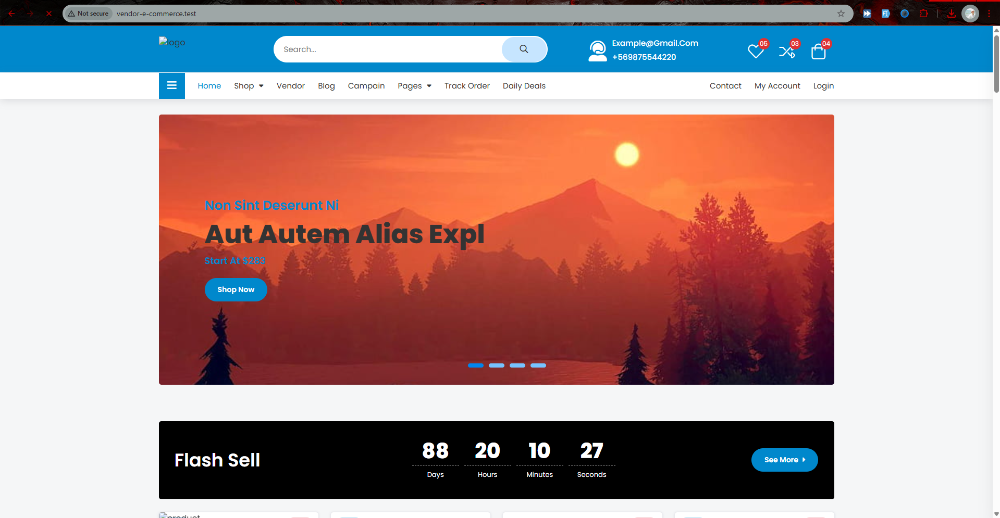 Not secure
vendor-e-commerce.test
logo
Search...
Example@Gmail.Com
+569875544220
05
03
04
Home
Shop
Vendor
Blog
Campain
Pages
Track Order
Daily Deals
Contact
My Account
Login
Non Sint Deserunt Ni
Aut Autem Alias Expl
Start At $283
Shop Now
Flash Sell
88
20
10
27
Days
Hours
Minutes
Seconds
See More
product